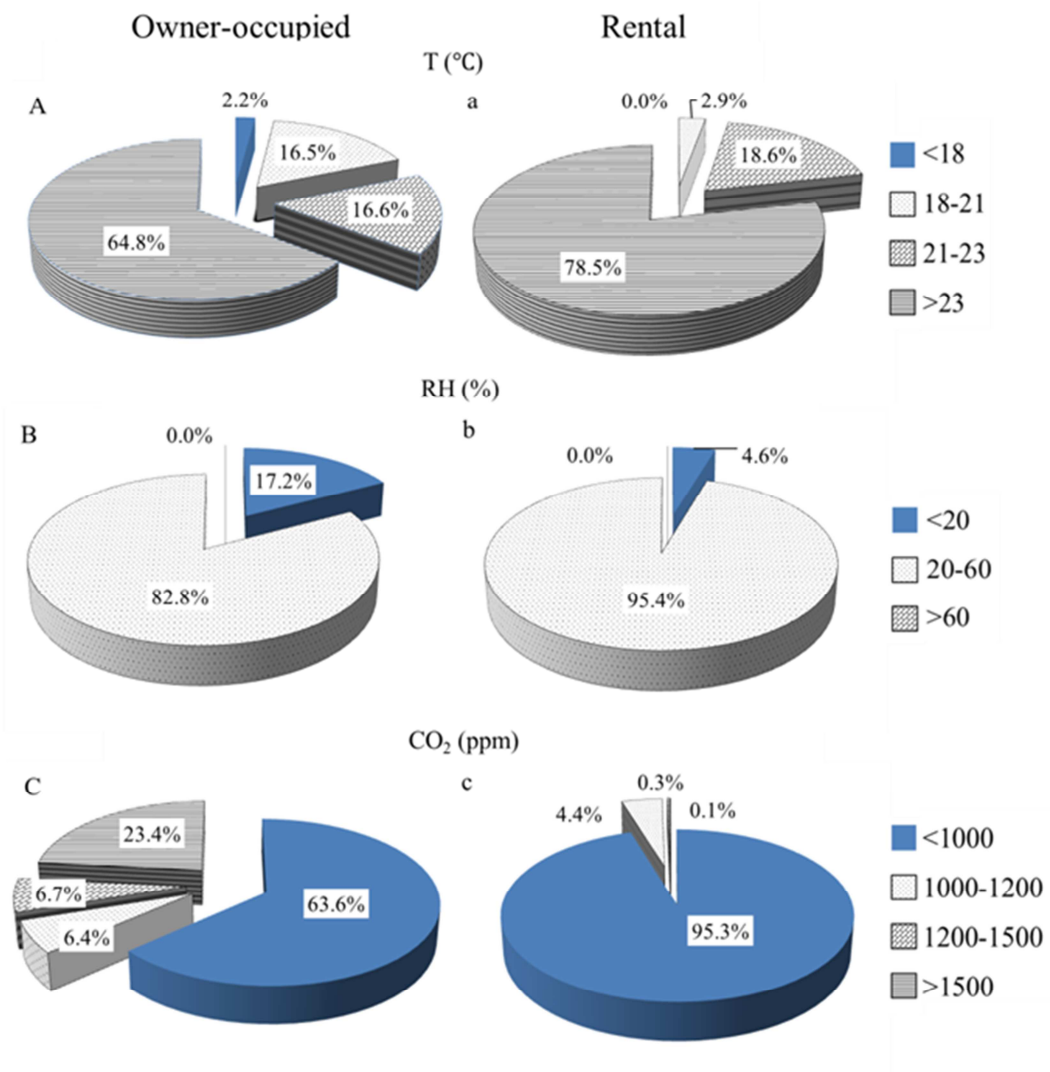 Owner-occupied Rental
T (℃)
A a
2.2% 0.0% 2.9%
16.5% 18.6%
16.6%
64.8% 78.5%
<18
18-21
21-23
>23
RH (%)
B b
0.0% 17.2% 0.0% 4.6%
82.8% 95.4%
<20
20-60
>60
CO₂ (ppm)
C c
23.4% 0.3%
4.4% 0.1%
6.7% 63.6%
6.4% 95.3%
<1000
1000-1200
1200-1500
>1500